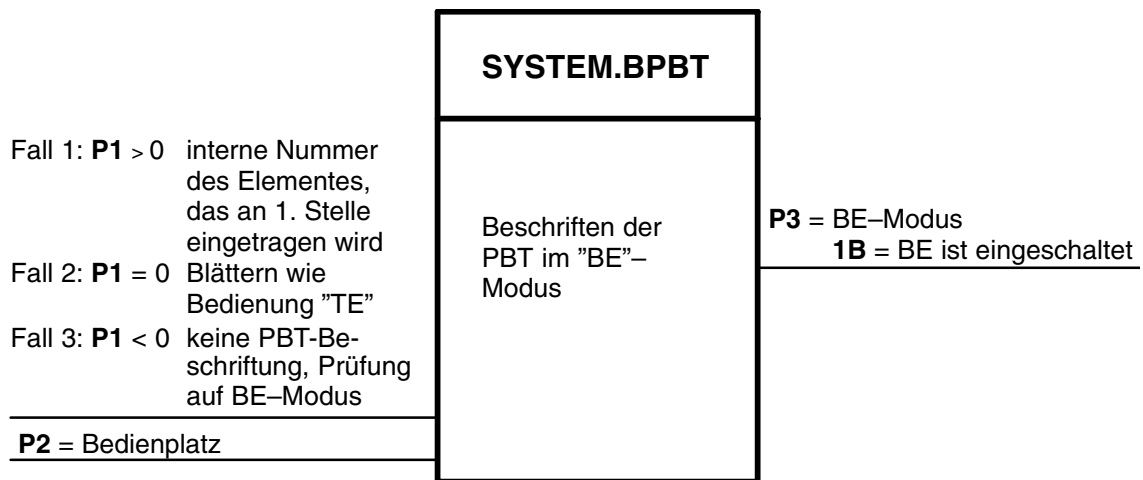 SYSTEM.BPBT
Fall 1: P1 > 0 interne Nummer
des Elementes,
das an 1. Stelle
eingetragen wird
Fall 2: P1 = 0 Blättern wie
Bedienung ”TE”
Fall 3: P1 < 0 keine PBT-Be-
schriftung, Prüfung
auf BE–Modus
P2 = Bedienplatz
Beschriften der
PBT im ”BE”–
Modus
P3 = BE–Modus
1B = BE ist eingeschaltet